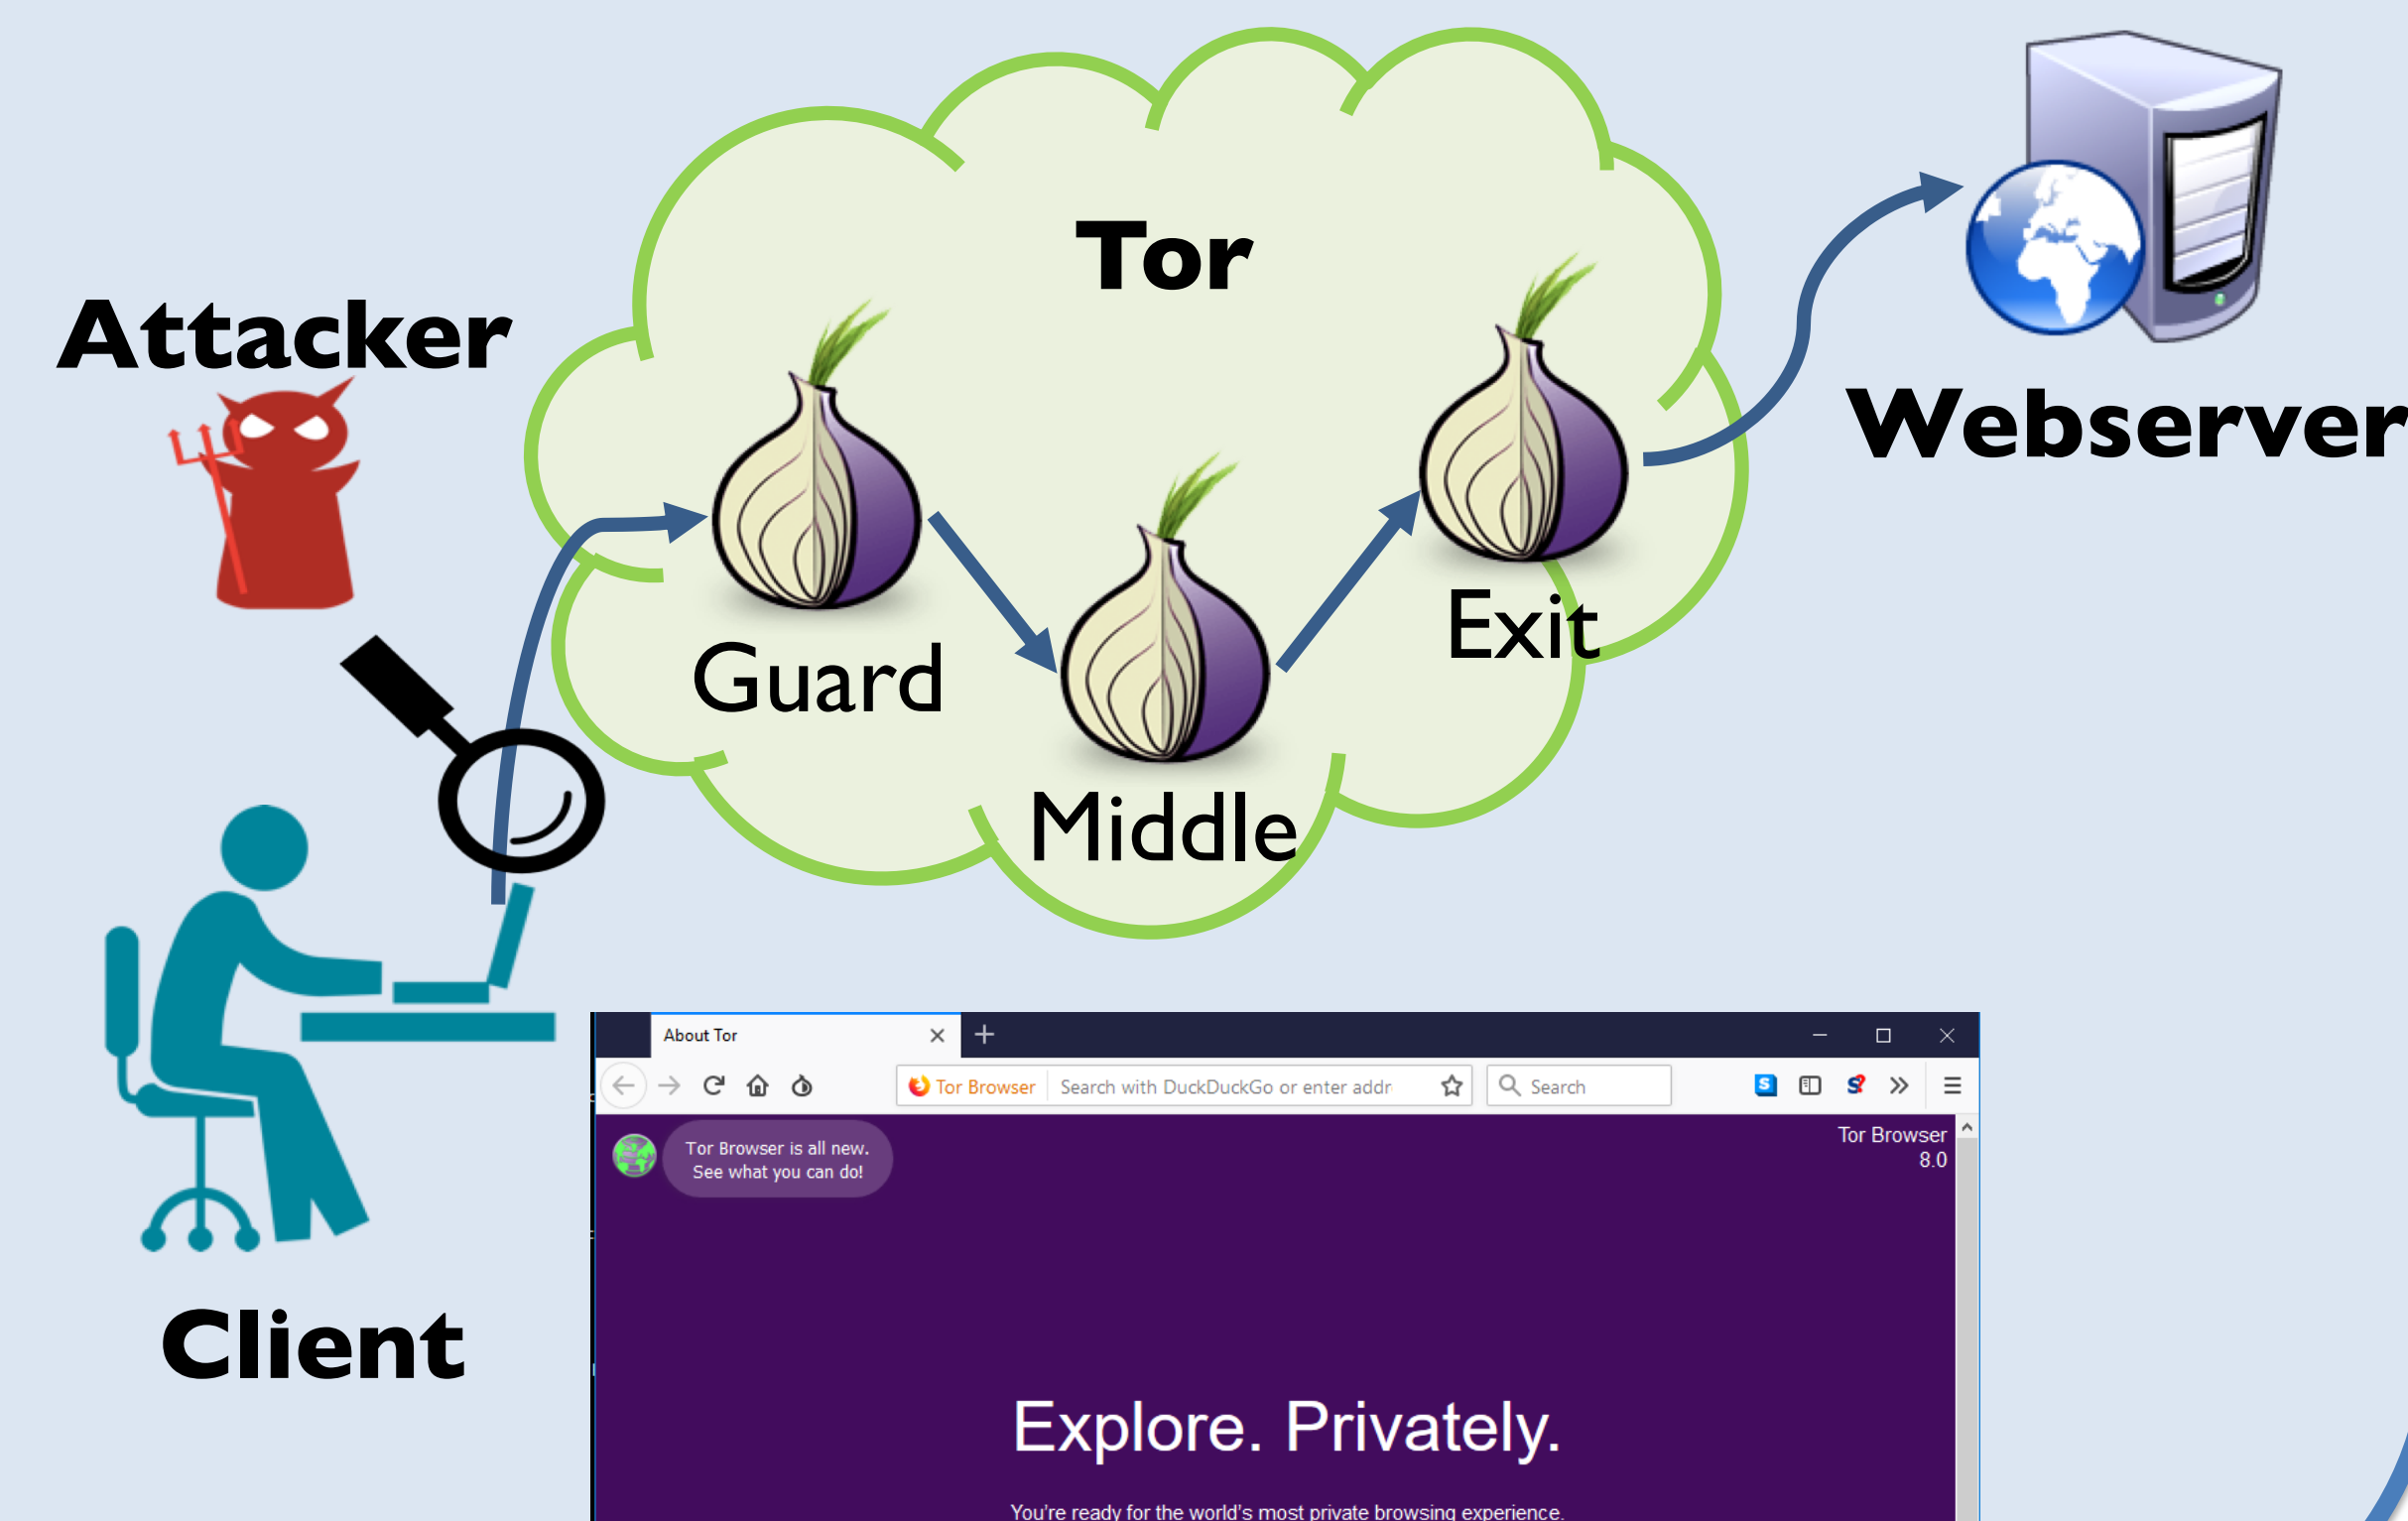 Tor
Attacker
Webserver
Guard
Exit
Middle
Client
About Tor
Tor Browser
Search with DuckDuckGo or enter addr
Search
Tor Browser is all new.
See what you can do!
Tor Browser
8.0
Explore. Privately.
You're ready for the world's most private browsing experience.